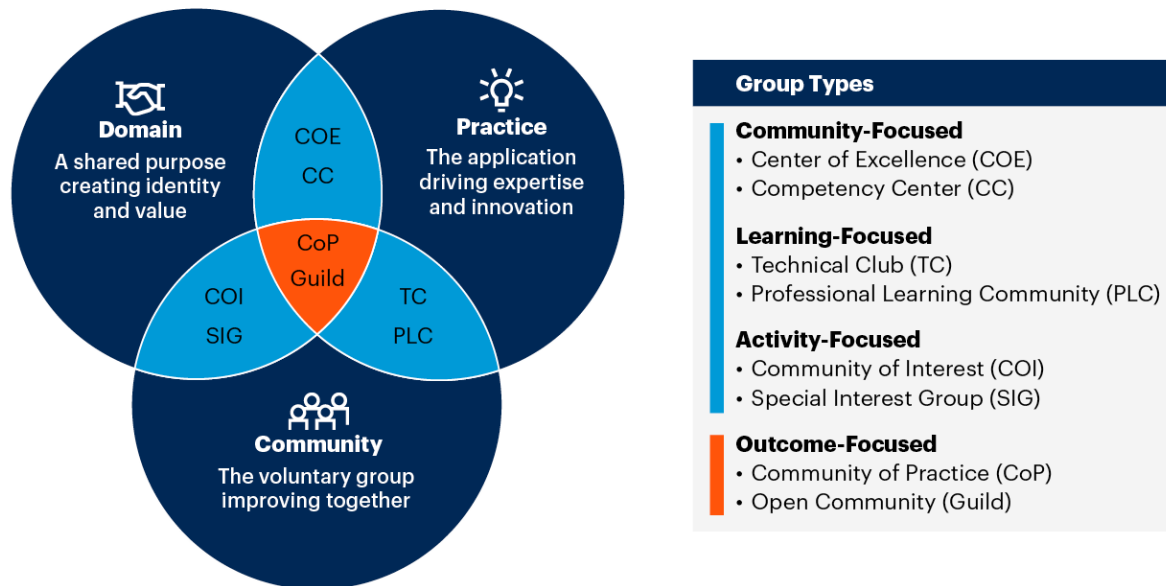 Domain
A shared purpose
creating identity
and value
Practice
The application
driving expertise
and innovation
COE
CC
CoP
Guild
COI
SIG
TC
PLC
Community
The voluntary group
improving together
Group Types
Community-Focused
• Center of Excellence (COE)
• Competency Center (CC)
Learning-Focused
• Technical Club (TC)
• Professional Learning Community (PLC)
Activity-Focused
• Community of Interest (COI)
• Special Interest Group (SIG)
Outcome-Focused
• Community of Practice (CoP)
• Open Community (Guild)